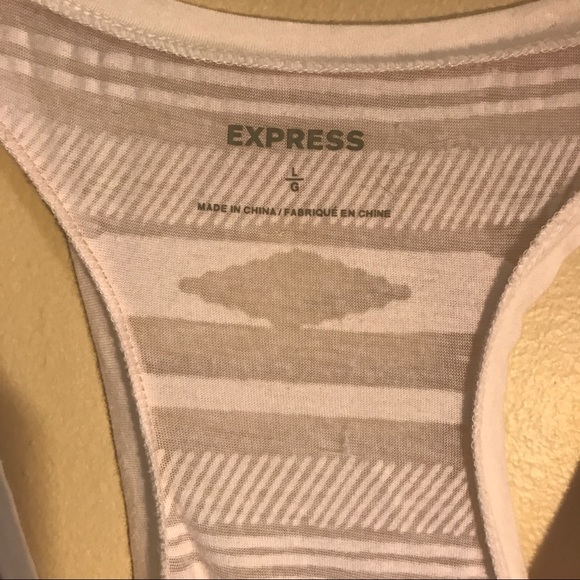 EXPRESS
L
G
MADE IN CHINA / FABRIQUÉ EN CHINE